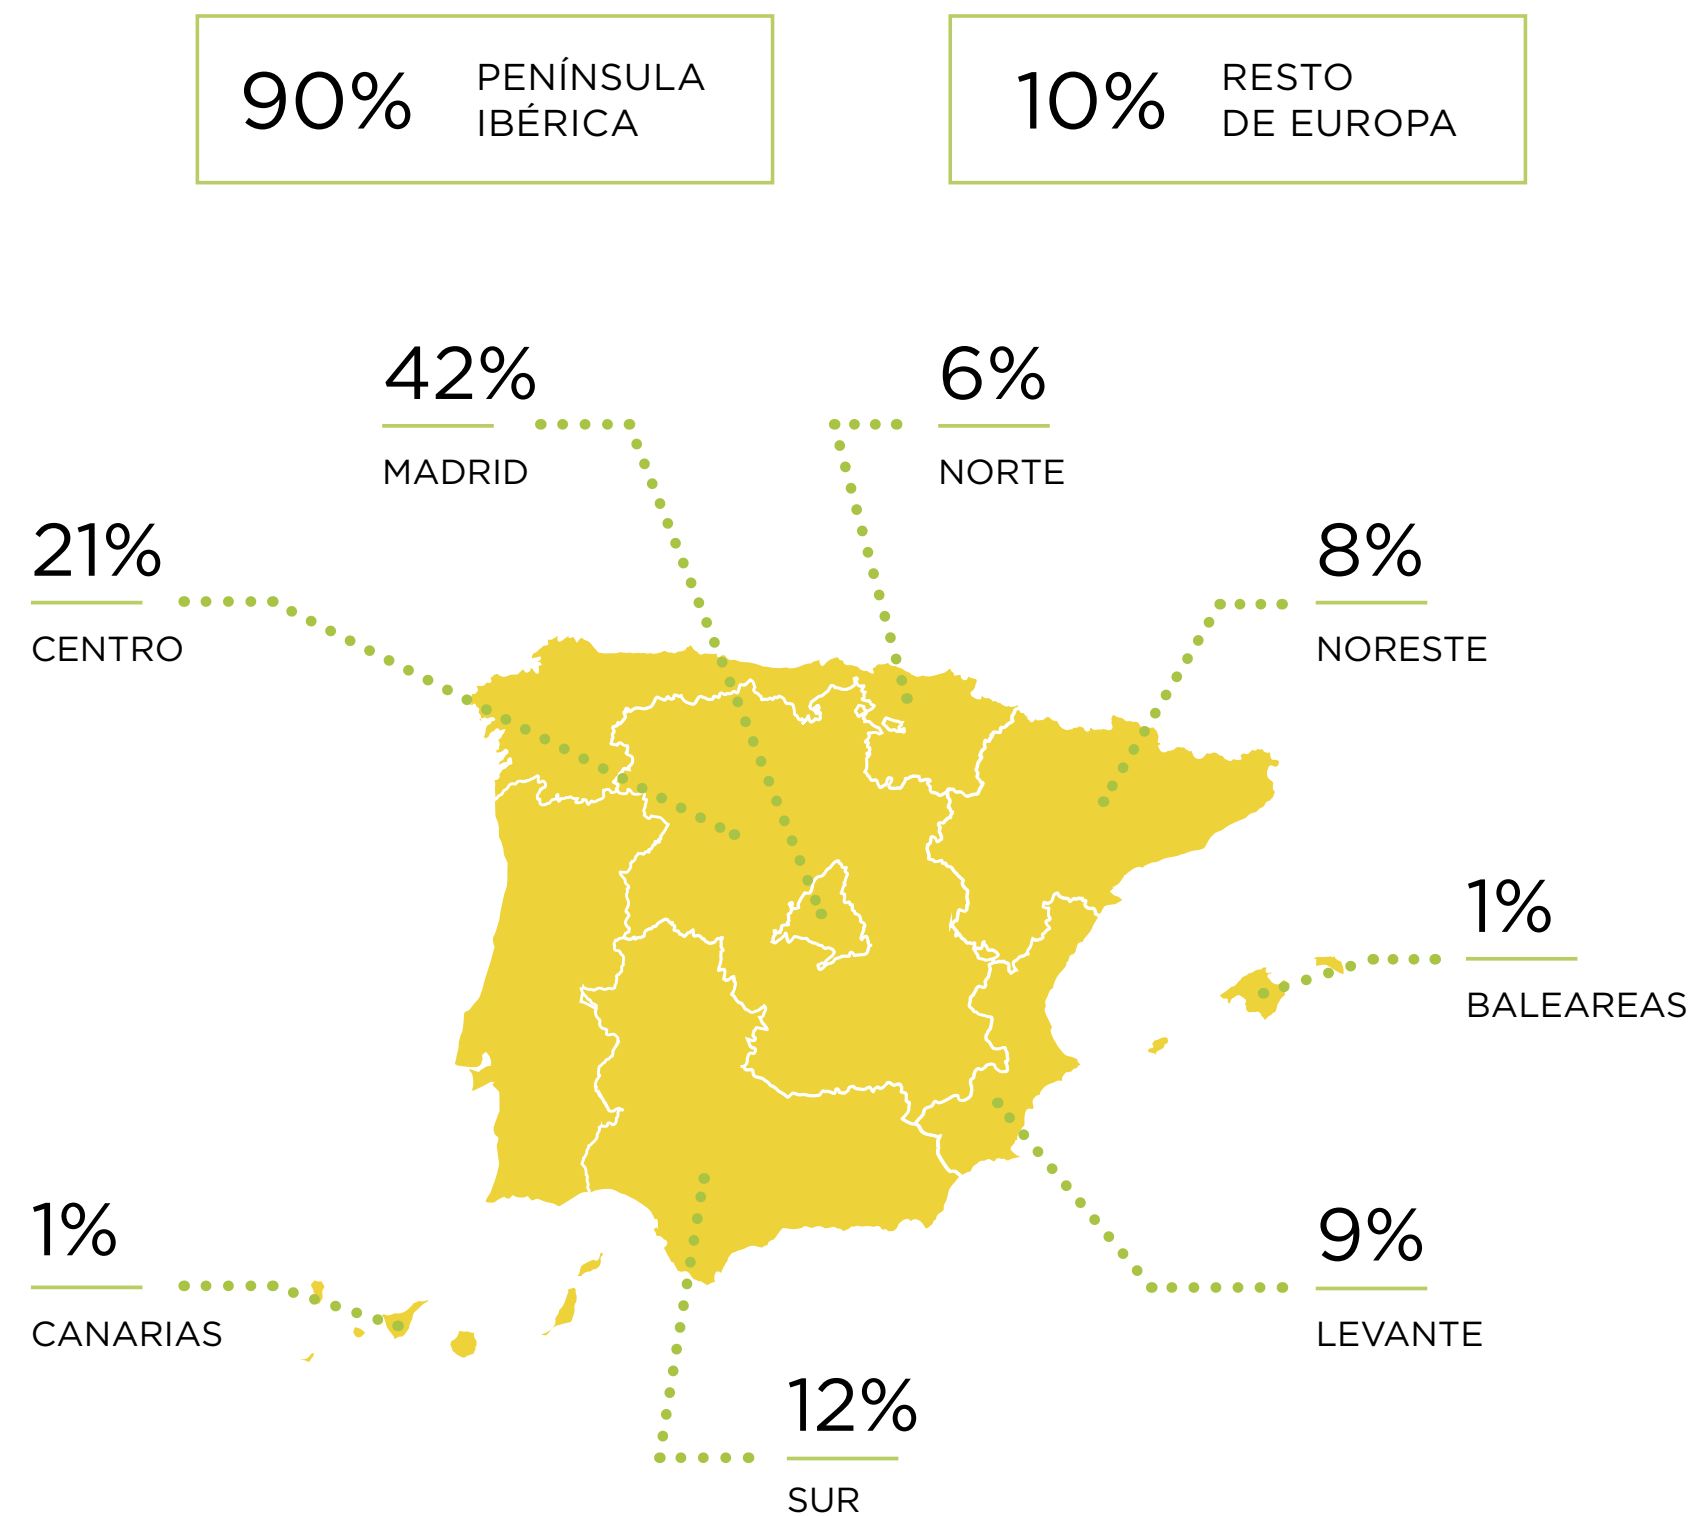 90%
PENÍNSULA
IBÉRICA
10%
RESTO
DE EUROPA
42%
MADRID
6%
NORTE
21%
CENTRO
8%
NORESTE
1%
BALEAREAS
1%
CANARIAS
9%
LEVANTE
12%
SUR